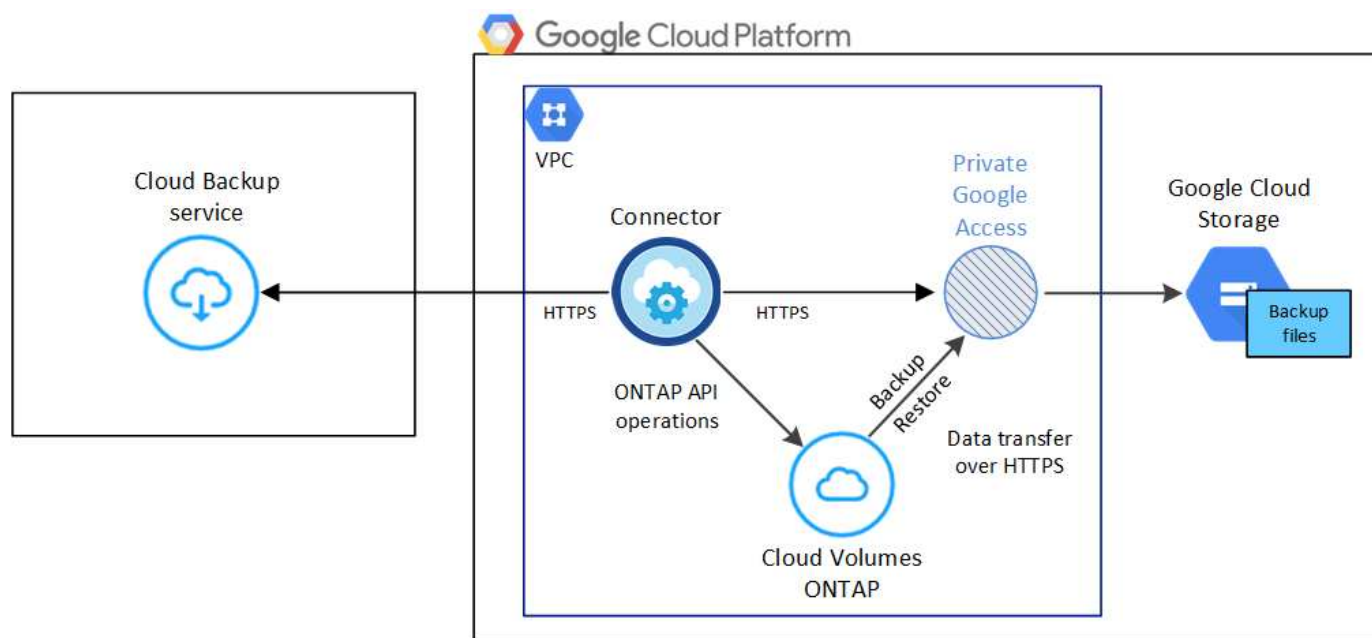 Google Cloud Platform
VPC
Cloud Backup
service
Connector
Private
Google
Access
Google Cloud
Storage
HTTPS
HTTPS
Backup
files
ONTAP API
operations
Backup
Restore
Data transfer
over HTTPS
Cloud Volumes
ONTAP